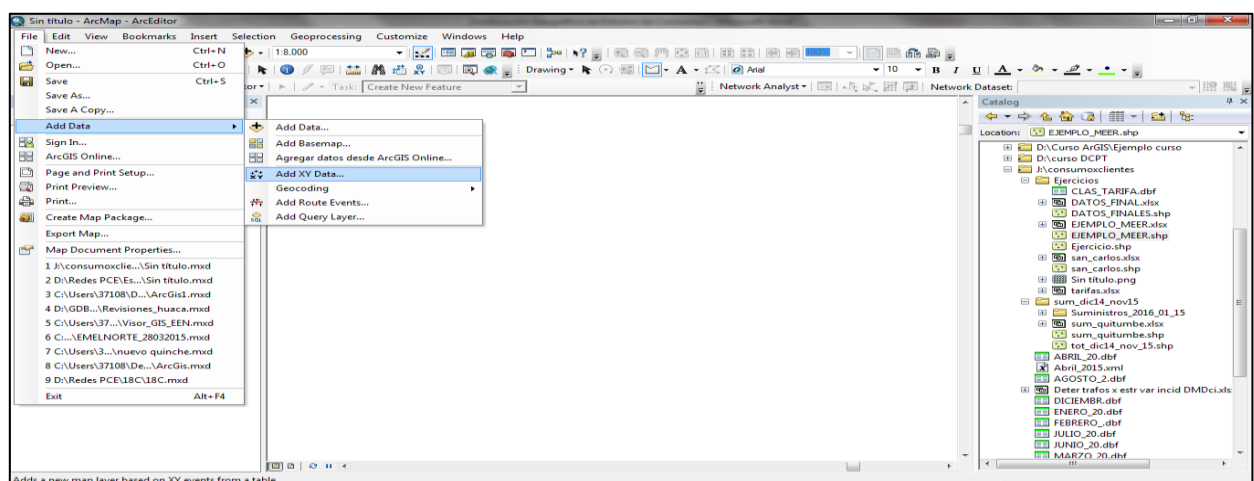 Sin título - ArcMap - ArcEditor
File Edit View Bookmarks Insert Selection Geoprocessing Customize Windows Help
New... Ctrl+N
1:8,000
100%
Open... Ctrl+O
Drawing
A
Arial
10
B I U A
Save Ctrl+S
Task: Create New Feature
Network Analyst
Network Dataset:
Save As...
Save A Copy...
Add Data
Sign In...
ArcGIS Online...
Page and Print Setup...
Print Preview...
Print...
Create Map Package...
Export Map...
Map Document Properties...
1 J:\consumoxclie...\Sin título.mxd
2 D:\Redes PCE\Es...\Sin título.mxd
3 C:\Users\37108\D...\ArcGis1.mxd
4 D:\GDB...\Revisiones_huaca.mxd
5 C:\Users\37...\Visor_GIS_EEN.mxd
6 C:...\EMELNORTE_28032015.mxd
7 C:\Users\3...\nuevo quinche.mxd
8 C:\Users\37108\De...\ArcGis.mxd
9 D:\Redes PCE\18C\18C.mxd
Exit Alt+F4
Add Data...
Add Basemap...
Agregar datos desde ArcGIS Online...
Add XY Data...
Geocoding
Add Route Events...
Add Query Layer...
Catalog
Location: EJEMPLO_MEER.shp
D:\Curso ArGIS\Ejemplo curso
D:\curso DCPT
J:\consumoxclientes
Ejercicios
CLAS_TARIFA.dbf
DATOS_FINAL.xlsx
DATOS_FINALES.shp
EJEMPLO_MEER.xlsx
EJEMPLO_MEER.shp
Ejercicio.shp
san_carlos.xlsx
san_carlos.shp
Sin título.png
tarifas.xlsx
sum_dic14_nov15
Suministros_2016_01_15
sum_quitumbe.xlsx
sum_quitumbe.shp
tot_dic14_nov_15.shp
ABRIL_20.dbf
Abril_2015.xml
AGOSTO_2.dbf
Deter trafos x estr var incid DMDci.xls
DICIEMBR.dbf
ENERO_20.dbf
FEBRERO_.dbf
JULIO_20.dbf
JUNIO_20.dbf
MARZO_20.dbf
Adds a new map layer based on XY events from a table